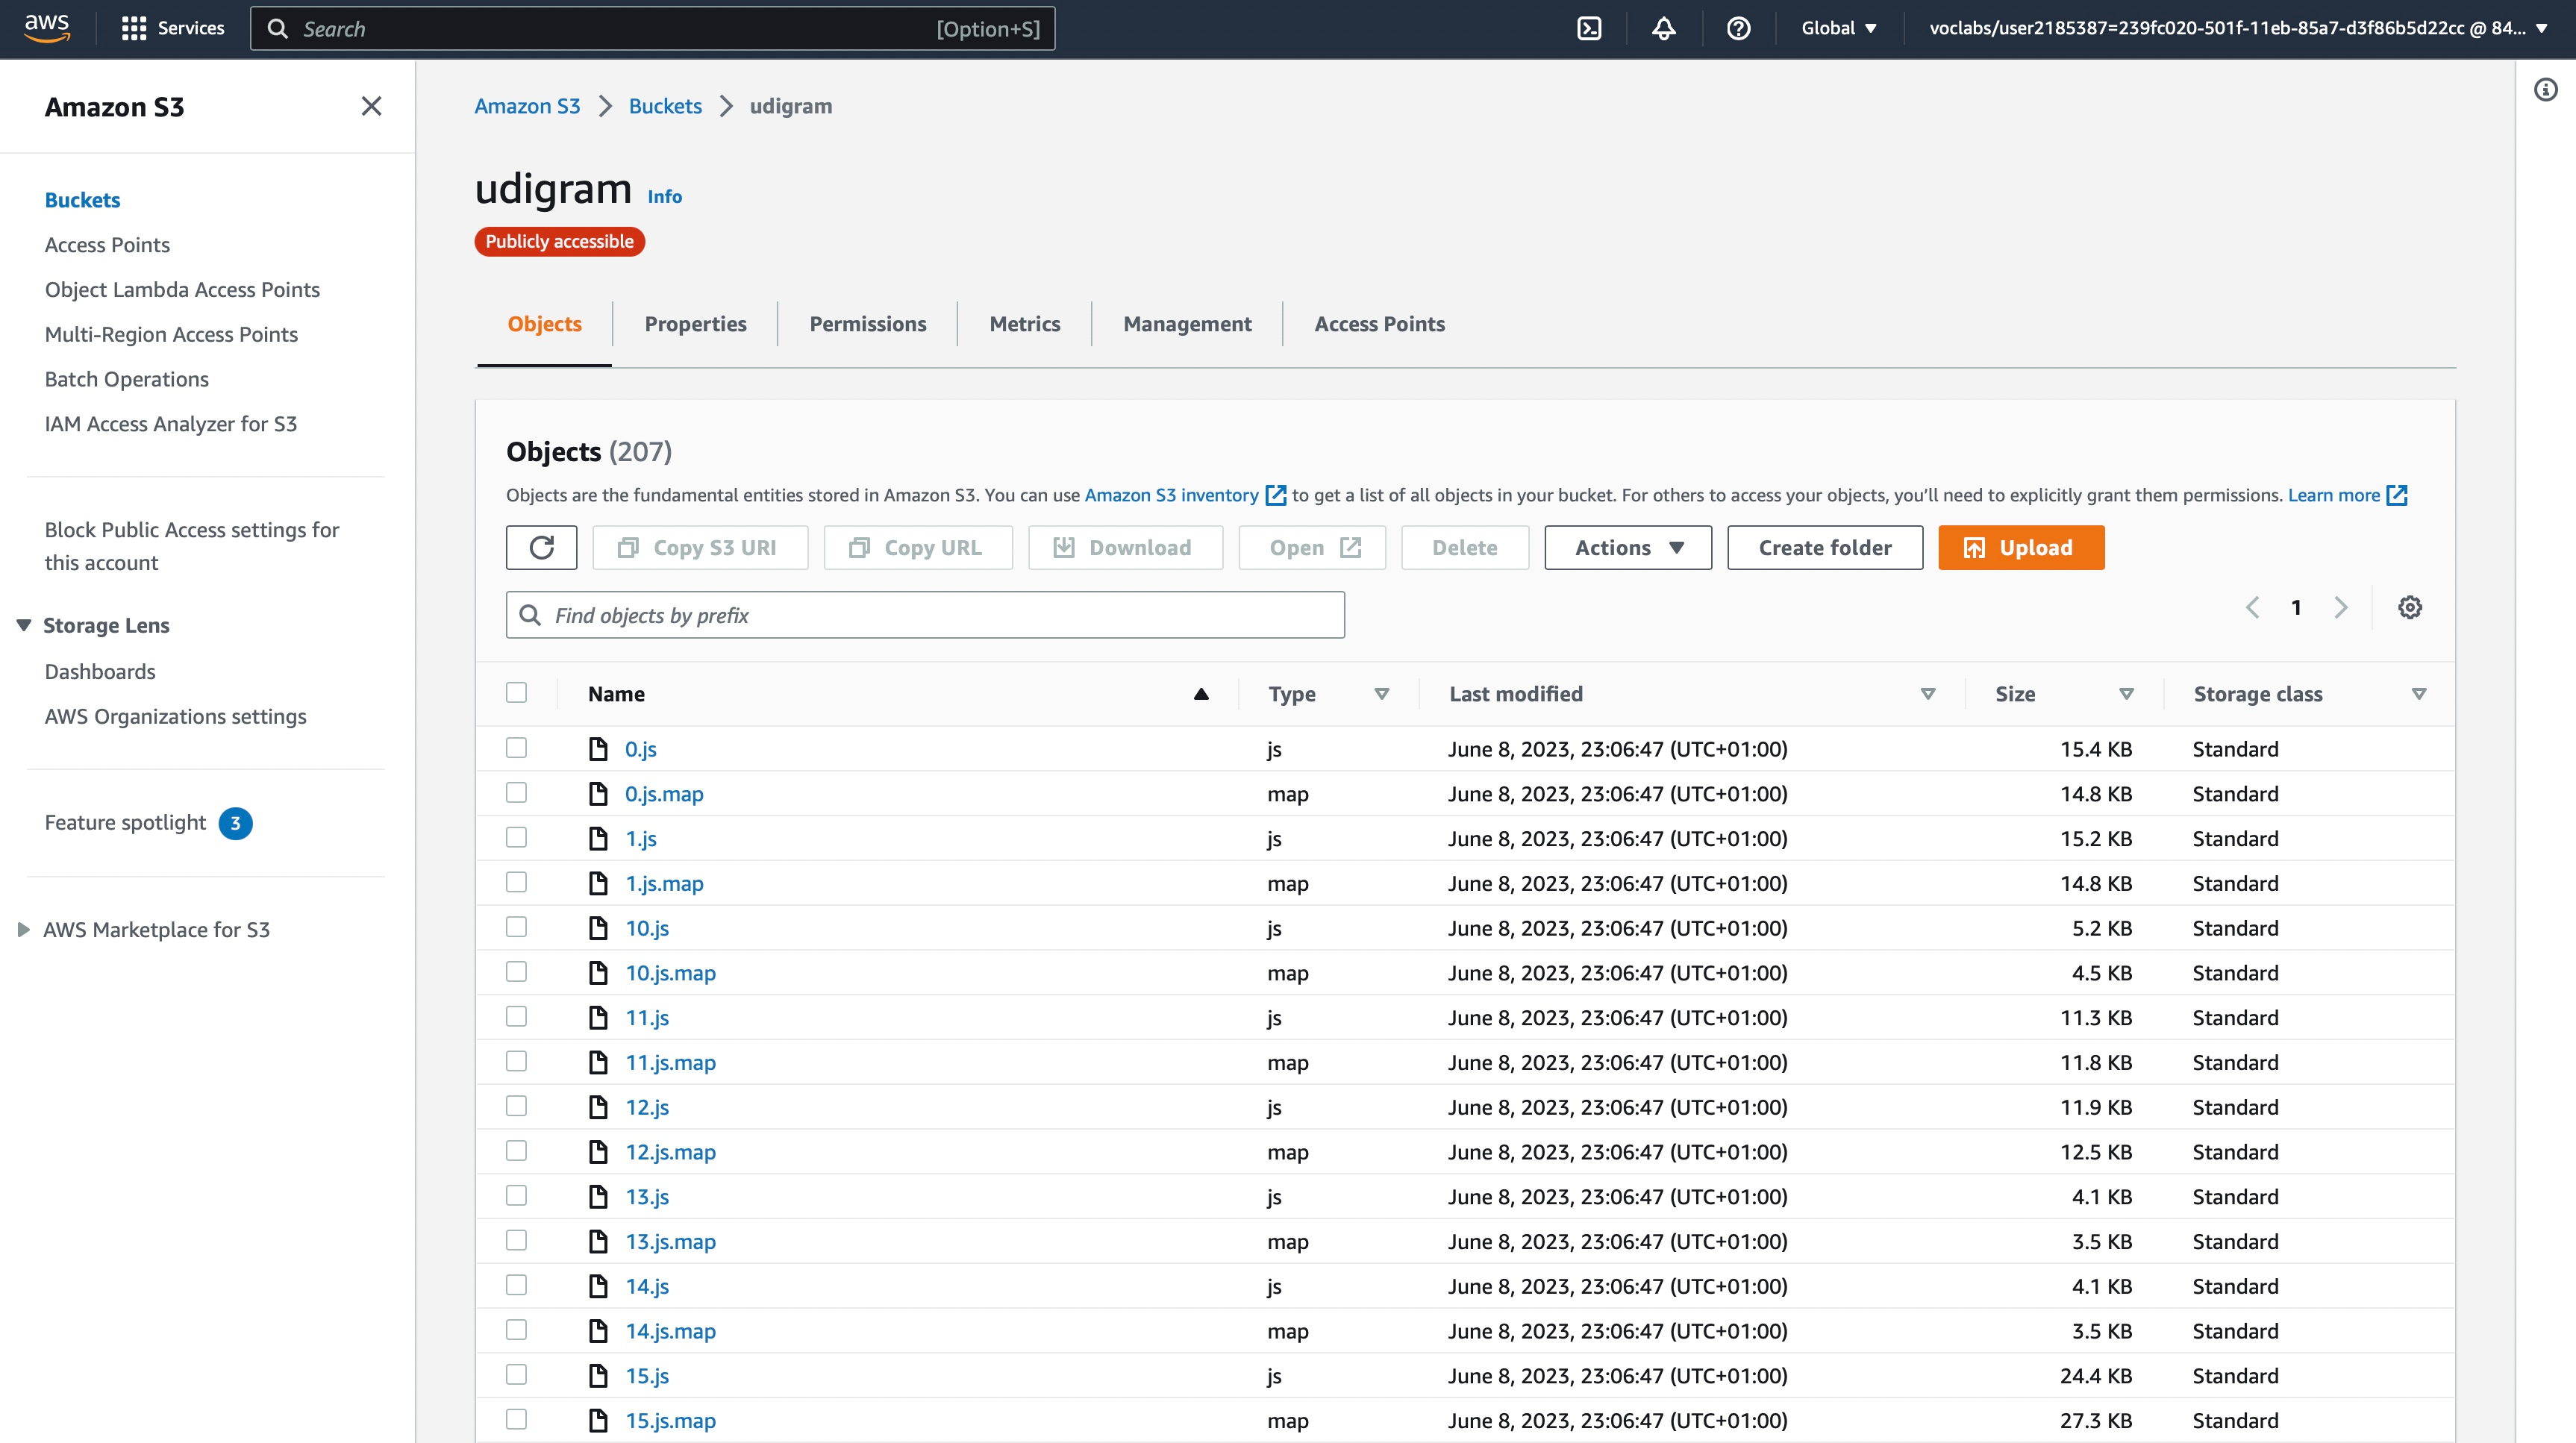 aws
Services
Search
[Option+S]
Global
voclabs/user2185387=239fc020-501f-11eb-85a7-d3f86b5d22cc @ 84...
Amazon S3
Buckets
Access Points
Object Lambda Access Points
Multi-Region Access Points
Batch Operations
IAM Access Analyzer for S3
Block Public Access settings for
this account
Storage Lens
Dashboards
AWS Organizations settings
Feature spotlight 3
AWS Marketplace for S3
Amazon S3 Buckets udigram
udigram Info
Publicly accessible
Objects Properties Permissions Metrics Management Access Points
Objects (207)
Objects are the fundamental entities stored in Amazon S3. You can use Amazon S3 inventory to get a list of all objects in your bucket. For others to access your objects, you'll need to explicitly grant them permissions. Learn more
Copy S3 URI Copy URL Download Open Delete Actions Create folder Upload
Find objects by prefix
1
Name Type Last modified Size Storage class
0.js js June 8, 2023, 23:06:47 (UTC+01:00) 15.4 KB Standard
0.js.map map June 8, 2023, 23:06:47 (UTC+01:00) 14.8 KB Standard
1.js js June 8, 2023, 23:06:47 (UTC+01:00) 15.2 KB Standard
1.js.map map June 8, 2023, 23:06:47 (UTC+01:00) 14.8 KB Standard
10.js js June 8, 2023, 23:06:47 (UTC+01:00) 5.2 KB Standard
10.js.map map June 8, 2023, 23:06:47 (UTC+01:00) 4.5 KB Standard
11.js js June 8, 2023, 23:06:47 (UTC+01:00) 11.3 KB Standard
11.js.map map June 8, 2023, 23:06:47 (UTC+01:00) 11.8 KB Standard
12.js js June 8, 2023, 23:06:47 (UTC+01:00) 11.9 KB Standard
12.js.map map June 8, 2023, 23:06:47 (UTC+01:00) 12.5 KB Standard
13.js js June 8, 2023, 23:06:47 (UTC+01:00) 4.1 KB Standard
13.js.map map June 8, 2023, 23:06:47 (UTC+01:00) 3.5 KB Standard
14.js js June 8, 2023, 23:06:47 (UTC+01:00) 4.1 KB Standard
14.js.map map June 8, 2023, 23:06:47 (UTC+01:00) 3.5 KB Standard
15.js js June 8, 2023, 23:06:47 (UTC+01:00) 24.4 KB Standard
15.js.map map June 8, 2023, 23:06:47 (UTC+01:00) 27.3 KB Standard